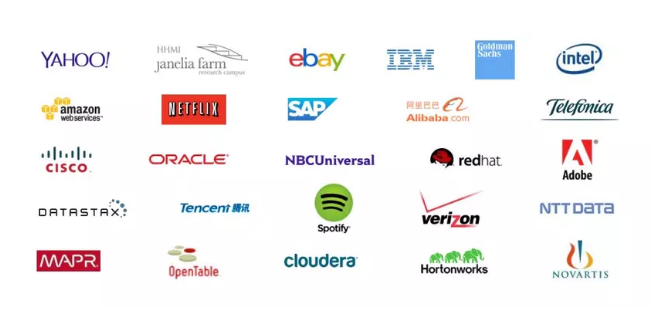 YAHOO!
HHMI
janelia farm
research campus
ebay
IBM
Goldman
Sachs
intel
amazon
webservices™
NETFLIX
SAP
阿里巴巴
Alibaba.com
Telefónica
CISCO.
ORACLE®
NBCUniversal
redhat.
Adobe
DATASTAX
Tencent 腾讯
Spotify
verizon
NTT DATA
MAPR.
OpenTable
cloudera
Hortonworks
NOVARTIS